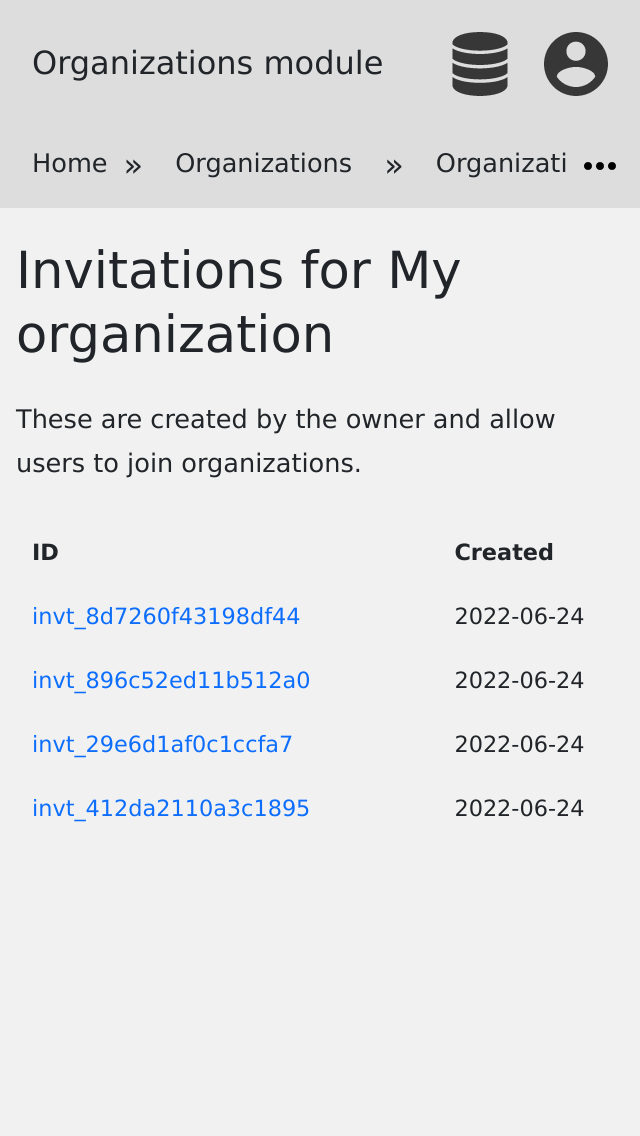 Organizations module
Home » Organizations » Organizati •••
Invitations for My
organization
These are created by the owner and allow
users to join organizations.
ID Created
invt_8d7260f43198df44 2022-06-24
invt_896c52ed11b512a0 2022-06-24
invt_29e6d1af0c1ccfa7 2022-06-24
invt_412da2110a3c1895 2022-06-24